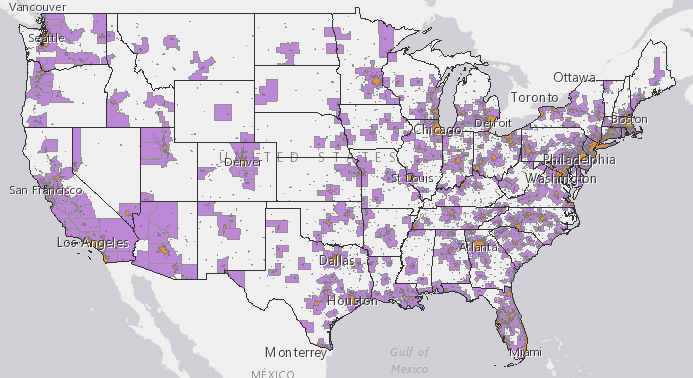 Vancouver
Seattle
Ottawa
Toronto
Boston
Detroit
Chicago
UNITED STATES
Denver
Philadelphia
St Louis
Washington
San Francisco
Los Angeles
Atlanta
Dallas
Houston
Monterrey
Gulf of
Mexico
Miami
MÉXICO